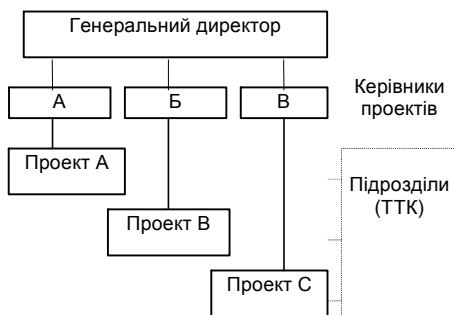 Генеральний директор
А Б В
Керівники
проектів
Проект А
Підрозділи
(ТТК)
Проект В
Проект С